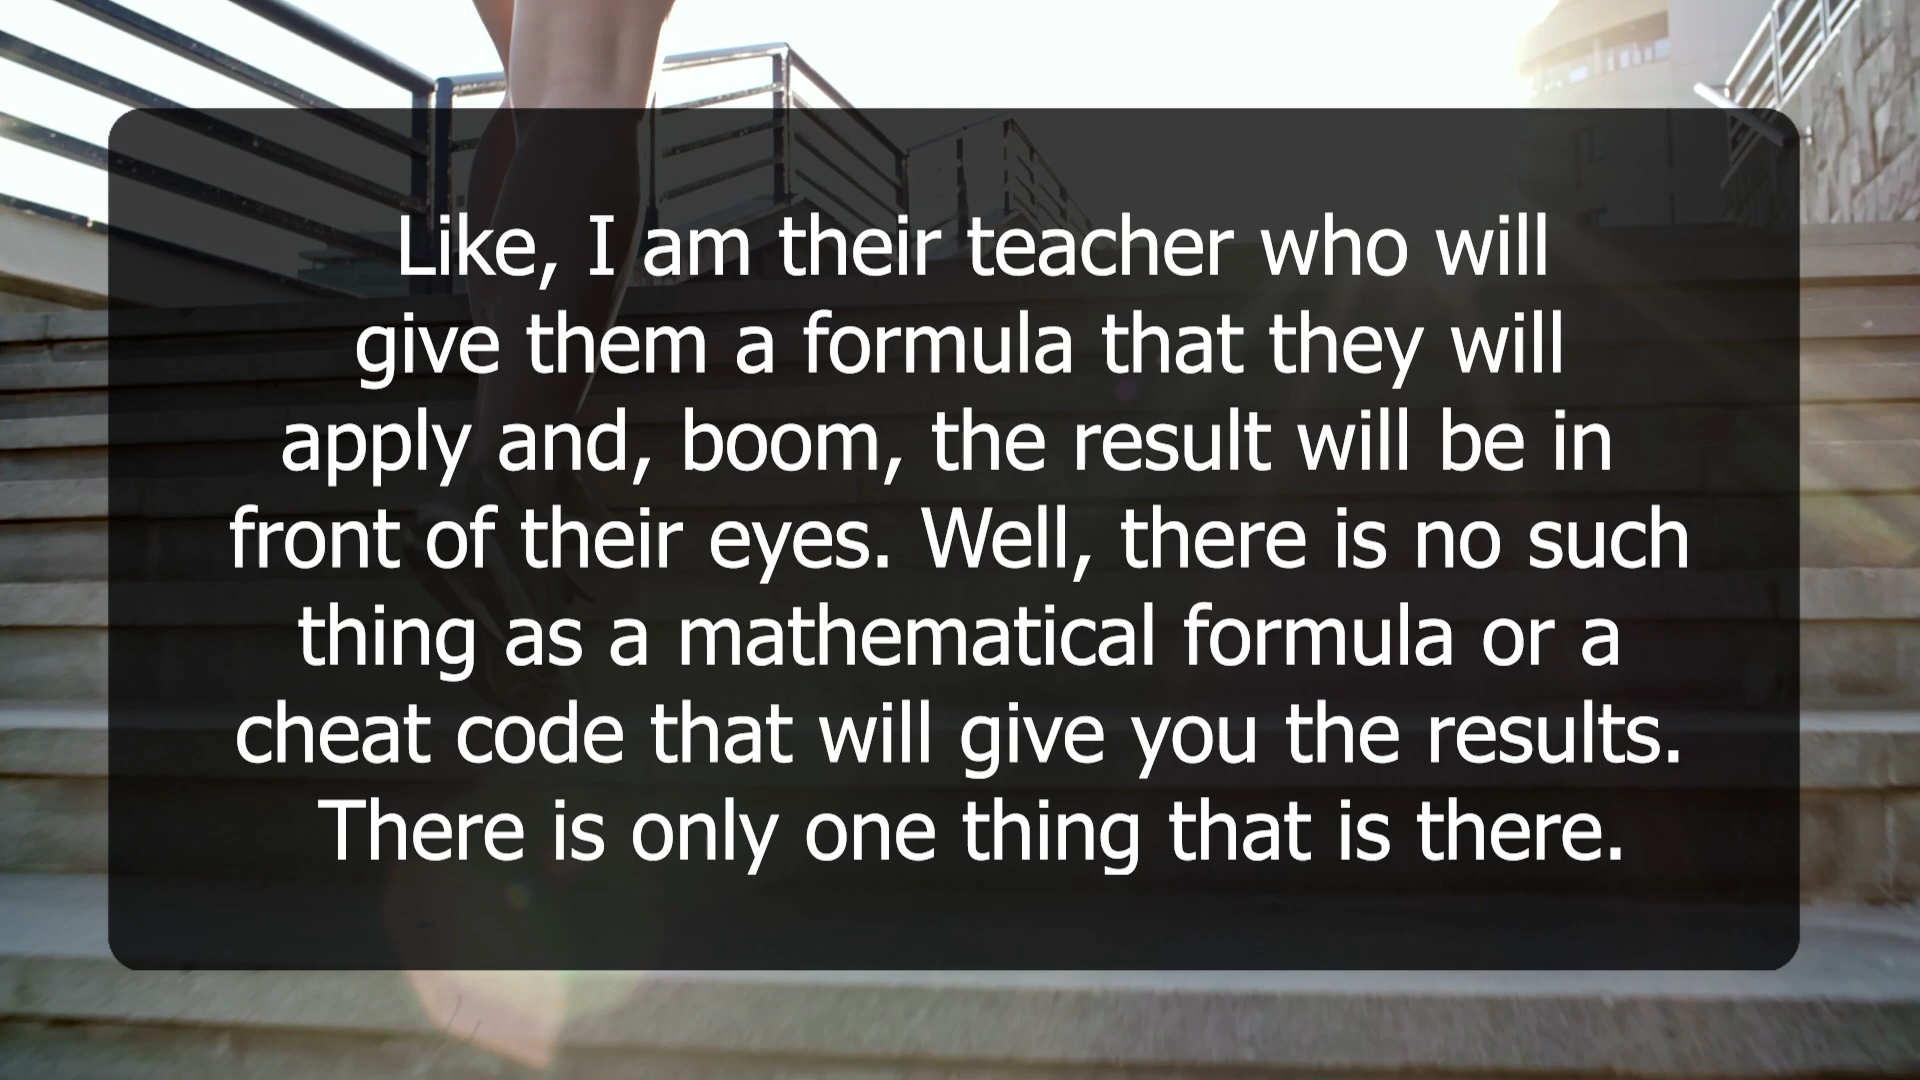 Like, I am their teacher who will
give them a formula that they will
apply and, boom, the result will be in
front of their eyes. Well, there is no such
thing as a mathematical formula or a
cheat code that will give you the results.
There is only one thing that is there.